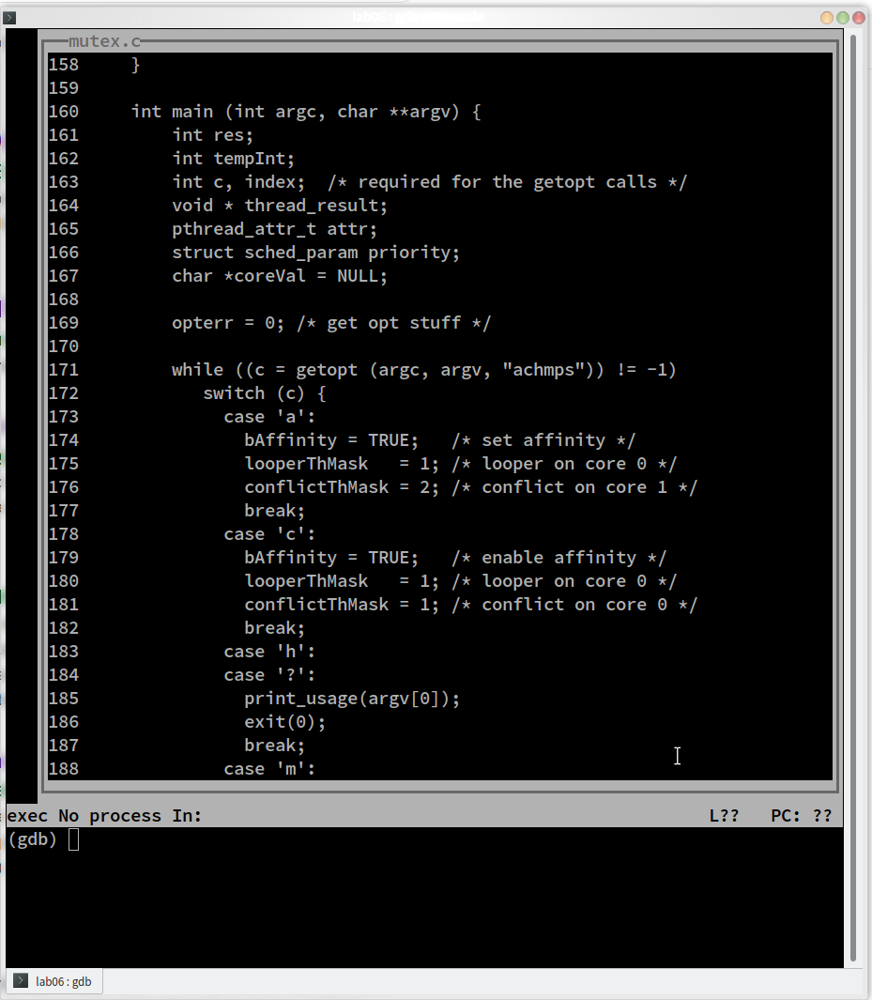 lab06 : gdb
mutex.c
158     }
159
160     int main (int argc, char **argv) {
161         int res;
162         int tempInt;
163         int c, index;  /* required for the getopt calls */
164         void * thread_result;
165         pthread_attr_t attr;
166         struct sched_param priority;
167         char *coreVal = NULL;
168
169         opterr = 0; /* get opt stuff */
170
171         while ((c = getopt (argc, argv, "achmps")) != -1)
172            switch (c) {
173              case 'a':
174                bAffinity = TRUE;   /* set affinity */
175                looperThMask   = 1; /* looper on core 0 */
176                conflictThMask = 2; /* conflict on core 1 */
177                break;
178              case 'c':
179                bAffinity = TRUE;   /* enable affinity */
180                looperThMask   = 1; /* looper on core 0 */
181                conflictThMask = 1; /* conflict on core 0 */
182                break;
183              case 'h':
184              case '?':
185                print_usage(argv[0]);
186                exit(0);
187                break;
188              case 'm':
exec No process In:                                                 L??   PC: ??
(gdb)
lab06 : gdb